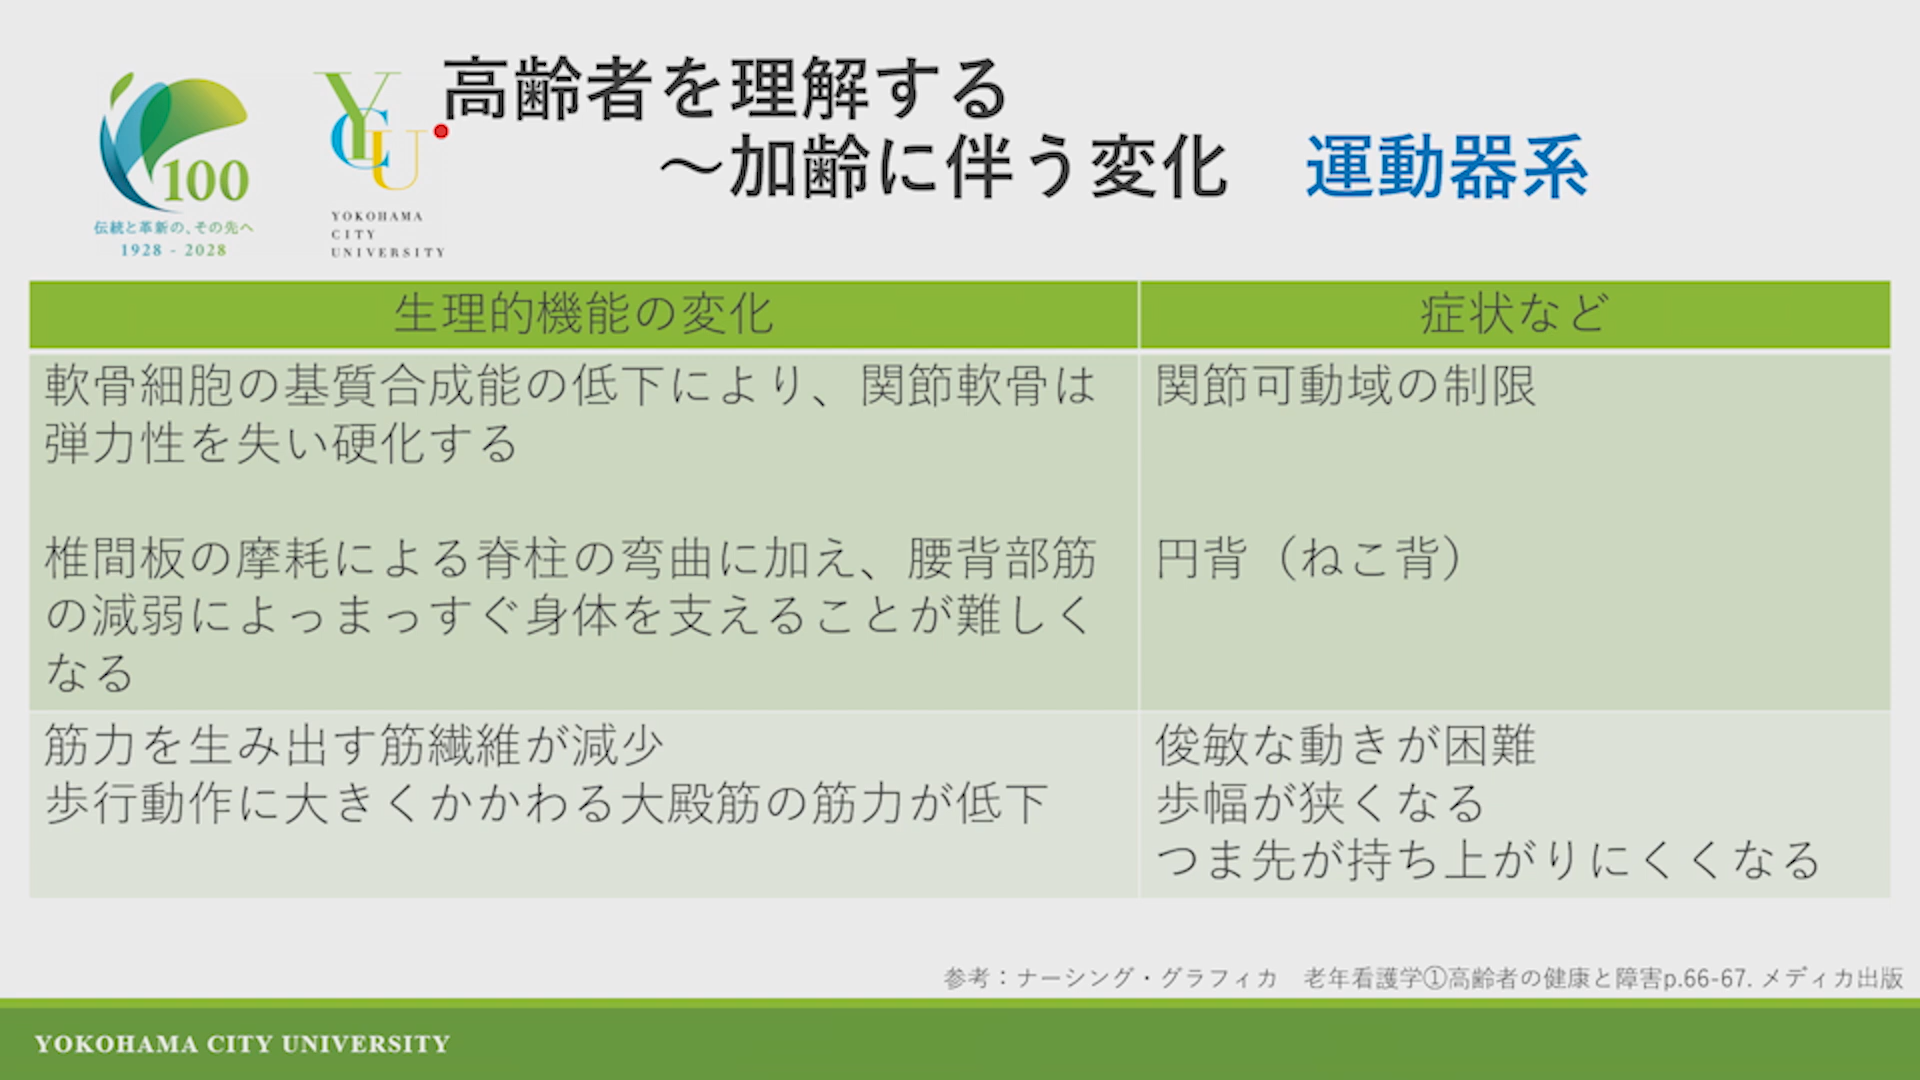 高齢者を理解する
～加齢に伴う変化　運動器系
100
伝統と革新の、その先へ
1928 - 2028
YCU
YOKOHAMA
CITY
UNIVERSITY
生理的機能の変化
症状など
軟骨細胞の基質合成能の低下により、関節軟骨は
弾力性を失い硬化する
関節可動域の制限
椎間板の摩耗による脊柱の弯曲に加え、腰背部筋
の減弱によっまっすぐ身体を支えることが難しく
なる
円背（ねこ背）
筋力を生み出す筋繊維が減少
歩行動作に大きくかかわる大殿筋の筋力が低下
俊敏な動きが困難
歩幅が狭くなる
つま先が持ち上がりにくくなる
参考：ナーシング・グラフィカ　老年看護学①高齢者の健康と障害p.66-67. メディカ出版
YOKOHAMA CITY UNIVERSITY